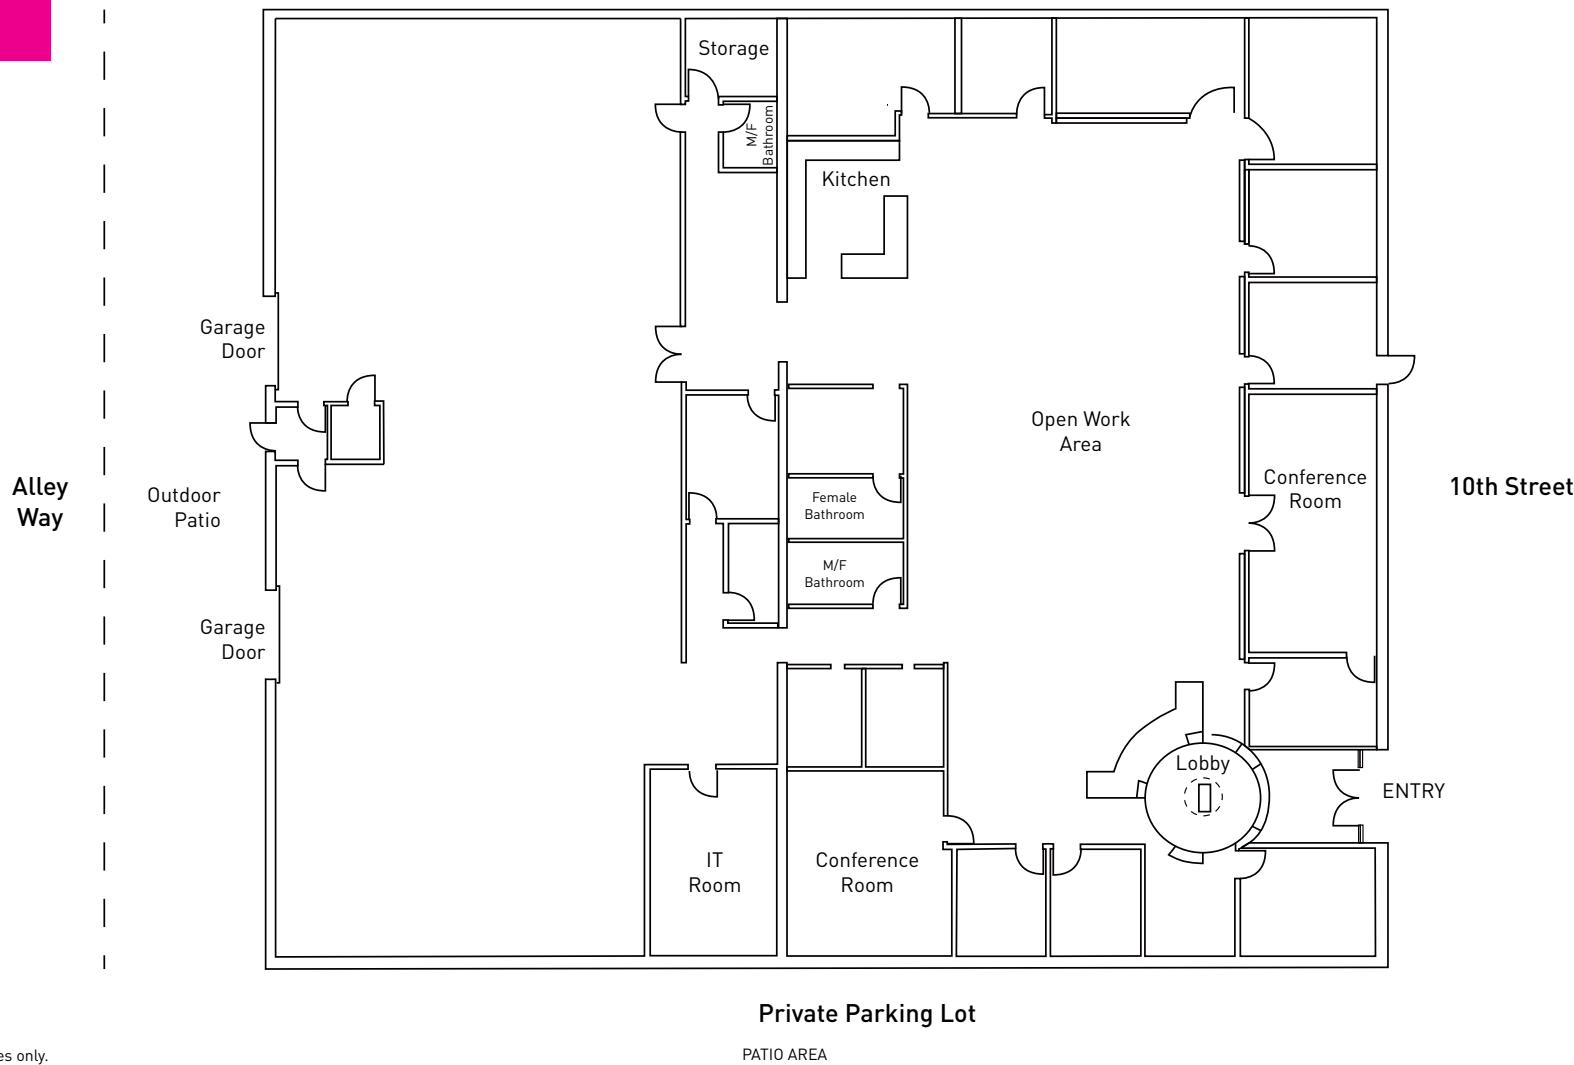 Storage
M/F
Bathroom
Kitchen
Garage
Door
Open Work
Area
Alley
Way
Outdoor
Patio
Female
Bathroom
Conference
Room
10th Street
M/F
Bathroom
Garage
Door
Lobby
ENTRY
IT
Room
Conference
Room
Private Parking Lot
PATIO AREA
es only.